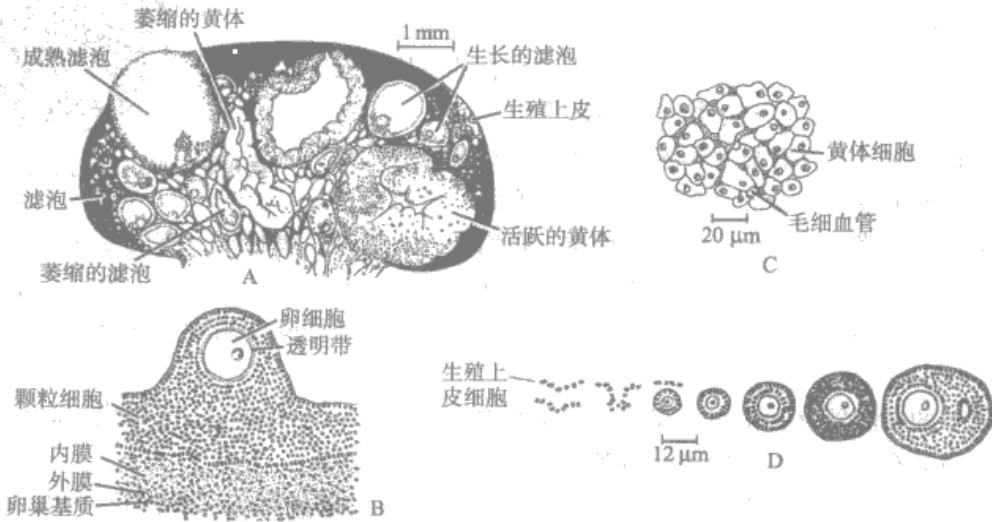 萎缩的黄体
1 mm
成熟滤泡
生长的滤泡
生殖上皮
黄体细胞
滤泡
毛细血管
活跃的黄体
20 μm
萎缩的滤泡
A
C
卵细胞
透明带
生殖上
皮细胞
颗粒细胞
内膜
12 μm
D
外膜
卵巢基质
B